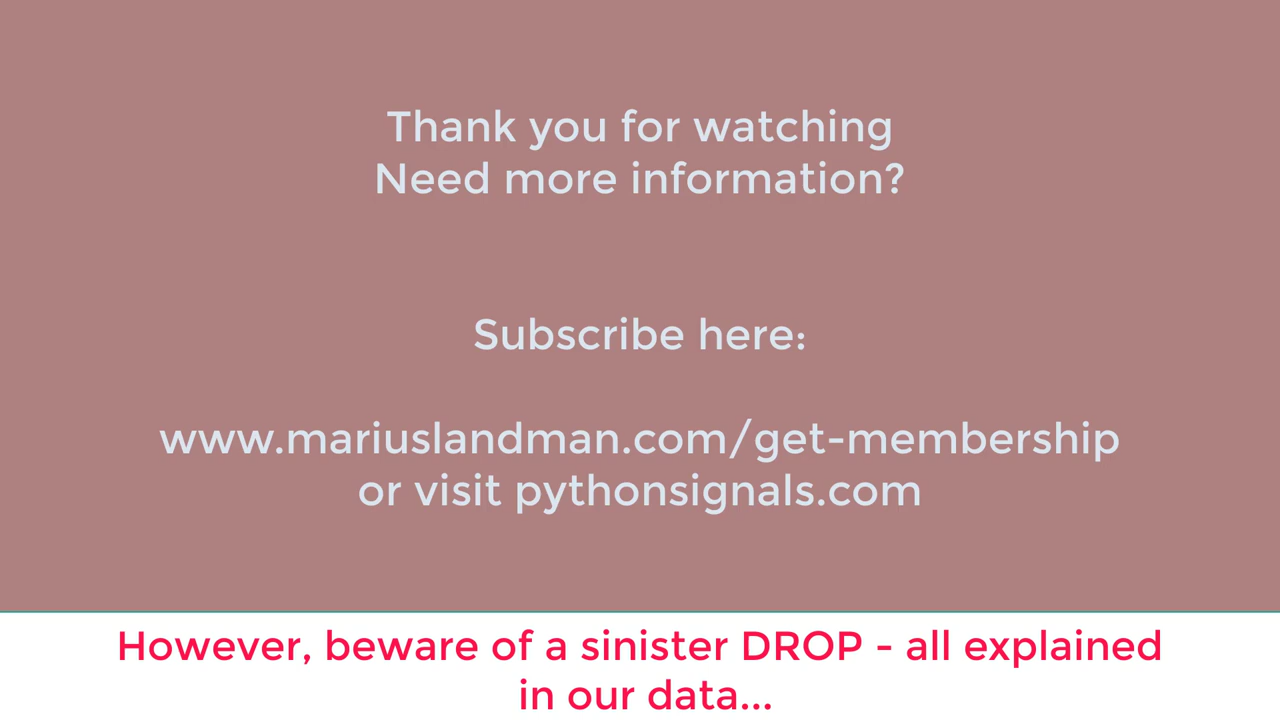 Thank you for watching
Need more information?
Subscribe here:
www.mariuslandman.com/get-membership
or visit pythonsignals.com
However, beware of a sinister DROP - all explained
in our data...